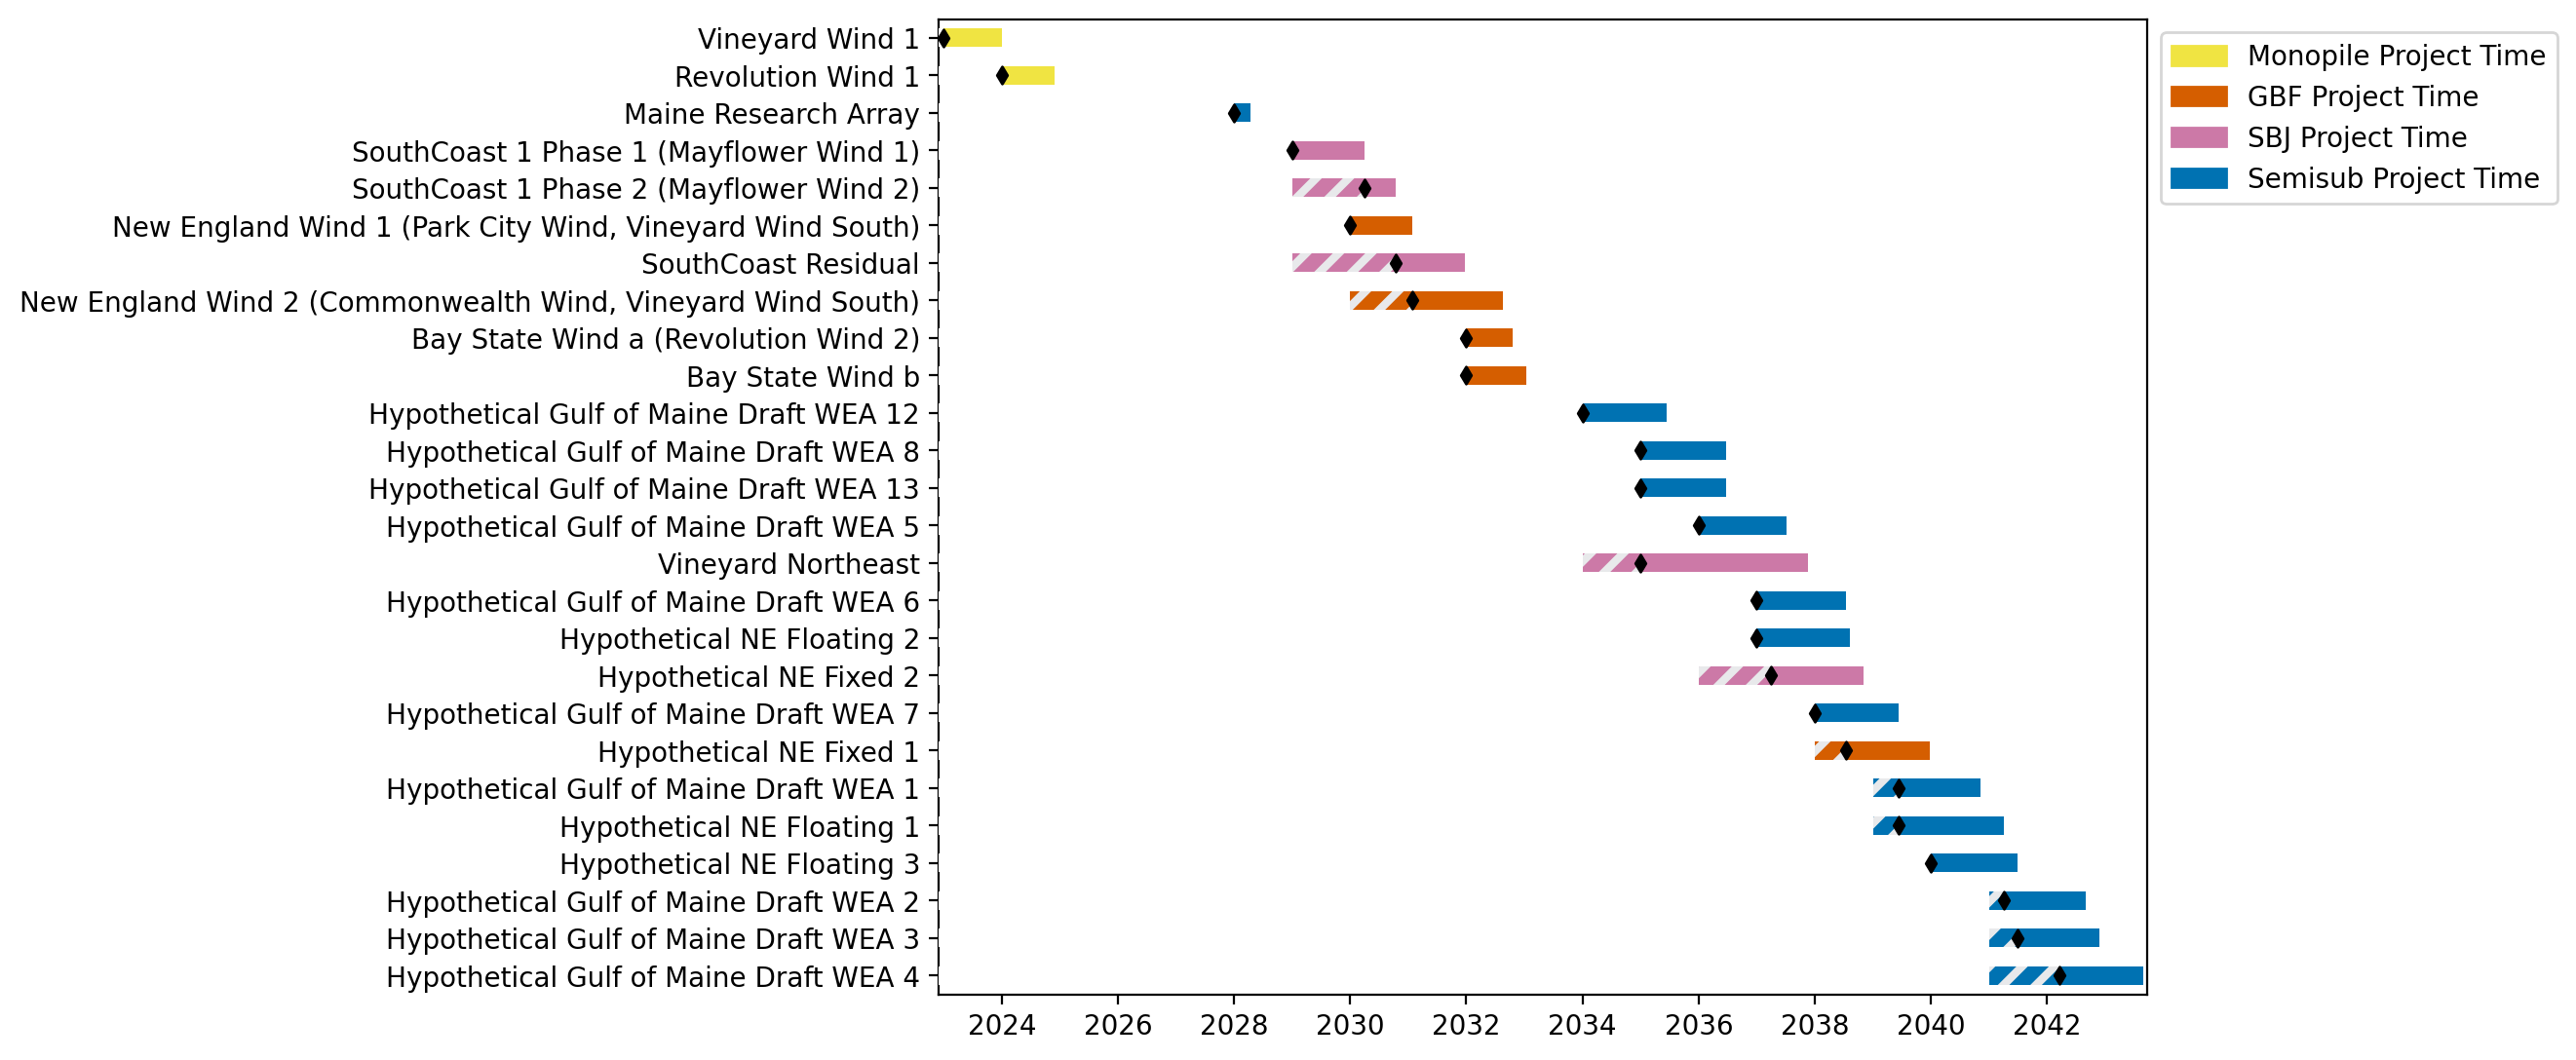 Vineyard Wind 1
Revolution Wind 1
Maine Research Array
SouthCoast 1 Phase 1 (Mayflower Wind 1)
SouthCoast 1 Phase 2 (Mayflower Wind 2)
New England Wind 1 (Park City Wind, Vineyard Wind South)
SouthCoast Residual
New England Wind 2 (Commonwealth Wind, Vineyard Wind South)
Bay State Wind a (Revolution Wind 2)
Bay State Wind b
Hypothetical Gulf of Maine Draft WEA 12
Hypothetical Gulf of Maine Draft WEA 8
Hypothetical Gulf of Maine Draft WEA 13
Hypothetical Gulf of Maine Draft WEA 5
Vineyard Northeast
Hypothetical Gulf of Maine Draft WEA 6
Hypothetical NE Floating 2
Hypothetical NE Fixed 2
Hypothetical Gulf of Maine Draft WEA 7
Hypothetical NE Fixed 1
Hypothetical Gulf of Maine Draft WEA 1
Hypothetical NE Floating 1
Hypothetical NE Floating 3
Hypothetical Gulf of Maine Draft WEA 2
Hypothetical Gulf of Maine Draft WEA 3
Hypothetical Gulf of Maine Draft WEA 4
2024 2026 2028 2030 2032 2034 2036 2038 2040 2042
Monopile Project Time
GBF Project Time
SBJ Project Time
Semisub Project Time